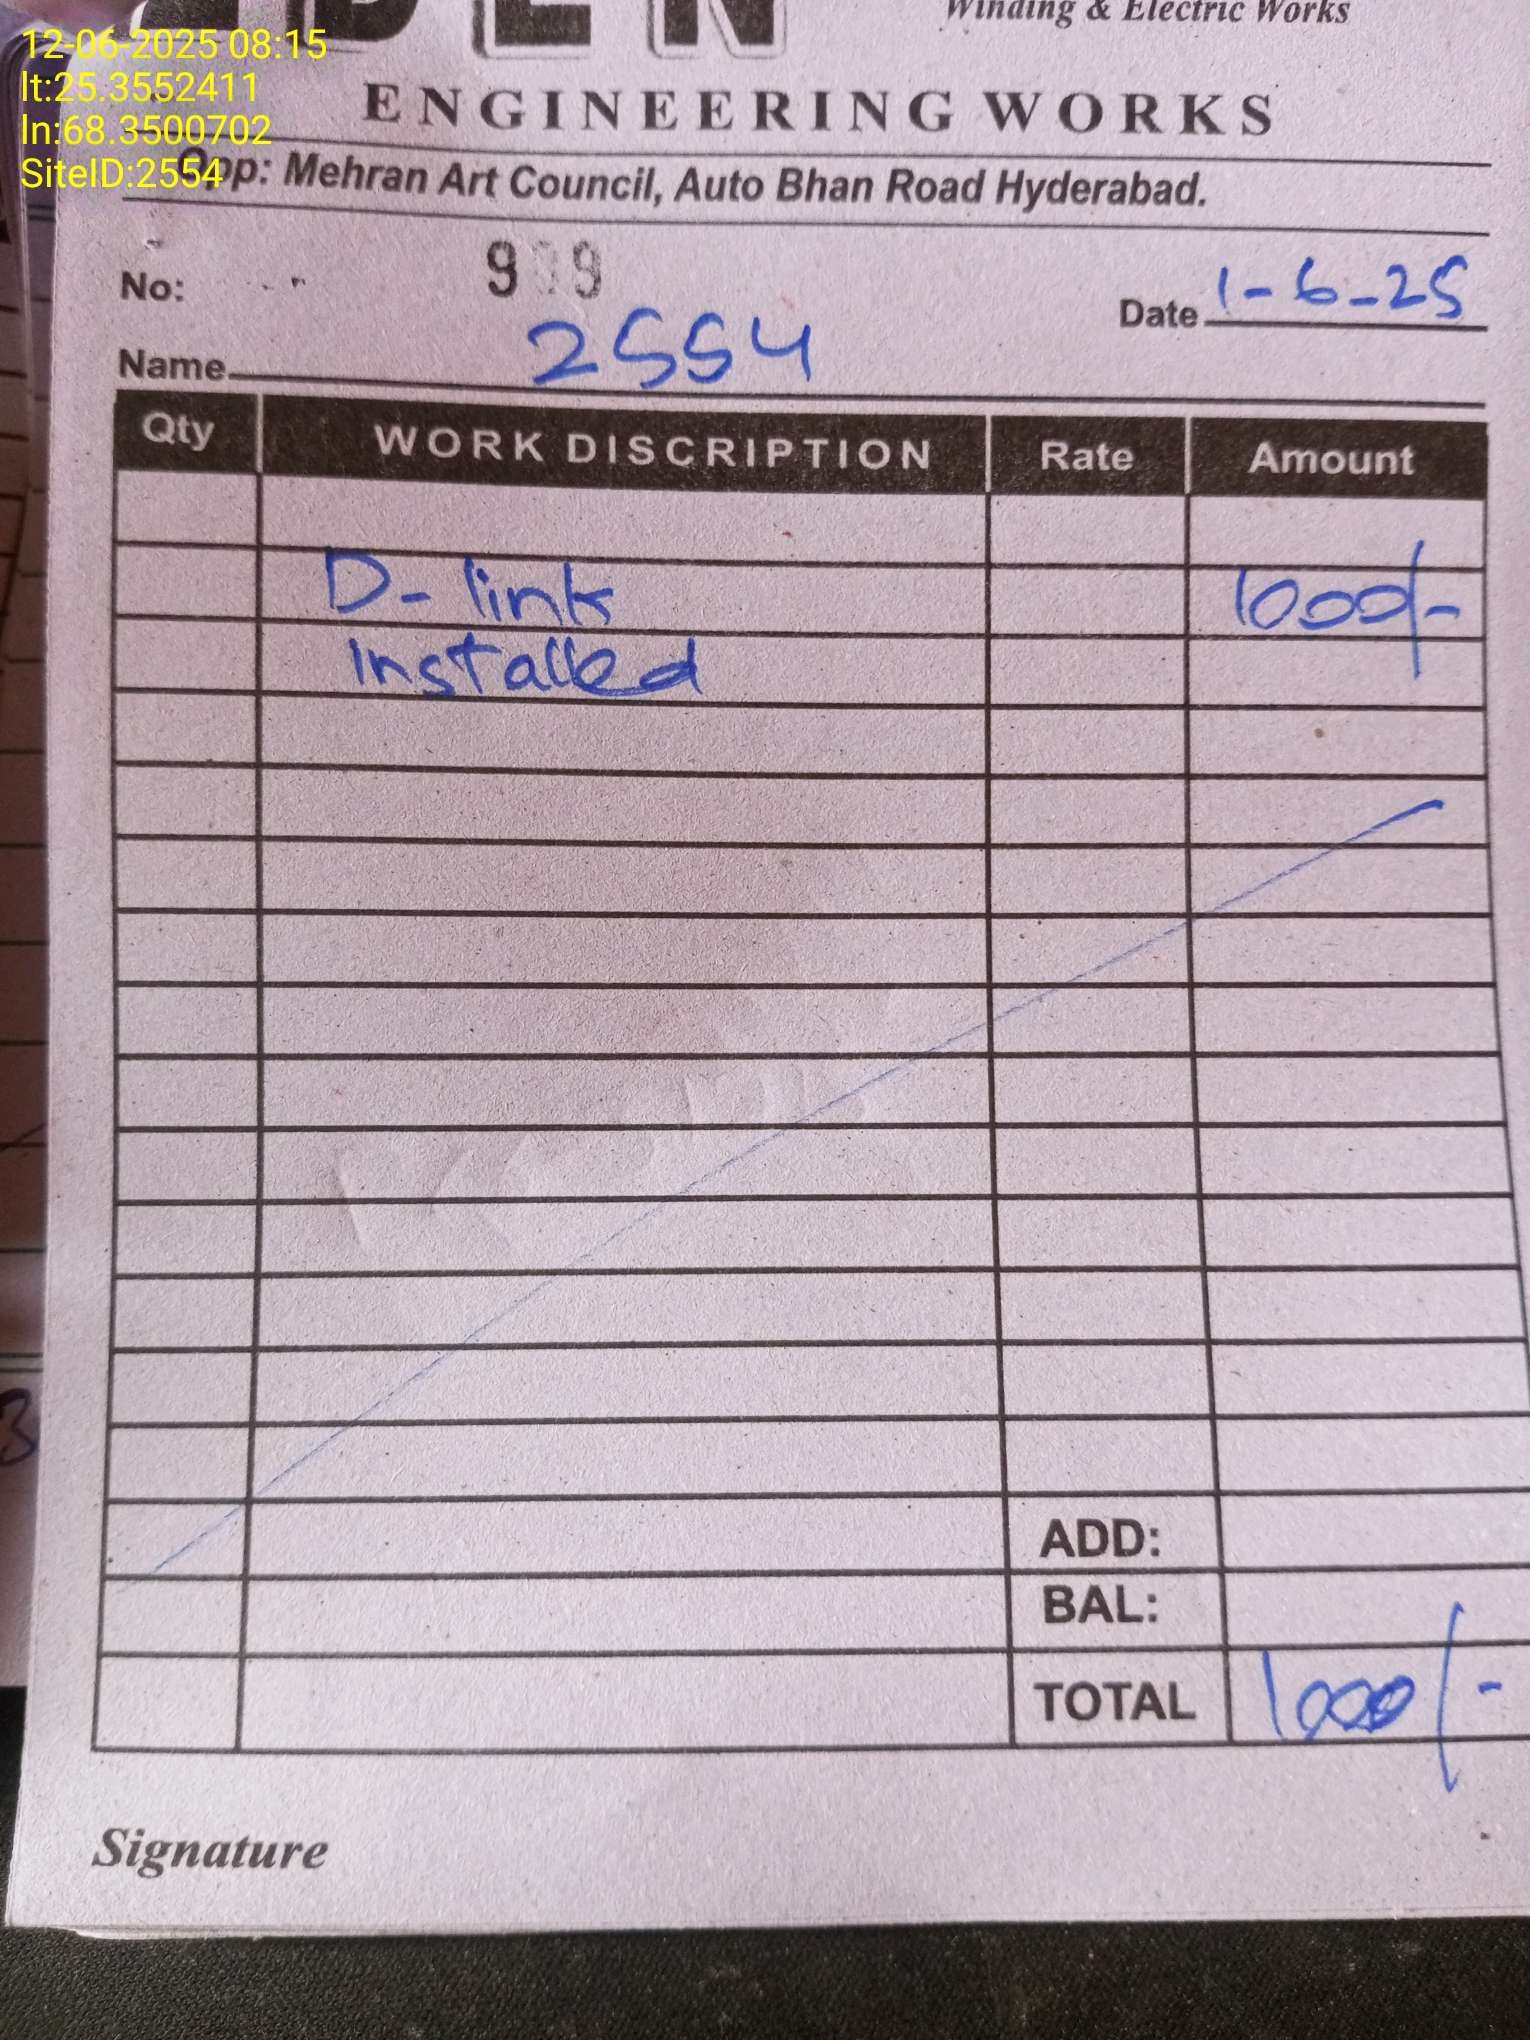 Winding & Electric Works
12-06-2025 08:15
lt:25.3552411
ln:68.3500702
SiteID:2554
ENGINEERING WORKS
Opp: Mehran Art Council, Auto Bhan Road Hyderabad.
No:
Date 1-6-25
Name 2554
Qty WORK DISCRIPTION Rate Amount
D-link 1000/-
Installed
ADD:
BAL:
TOTAL 1000/-
Signature